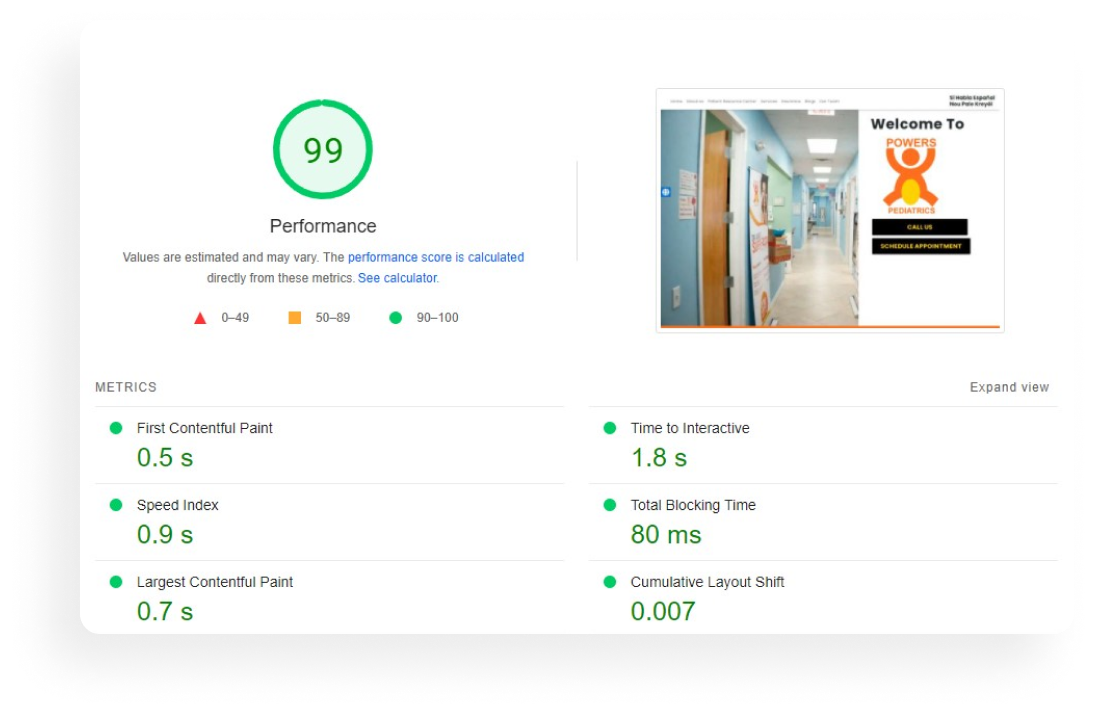 99
Performance
Values are estimated and may vary. The performance score is calculated
directly from these metrics. See calculator.
0–49
50–89
90–100
Si Habla Español
Nou Pale Kreyòl
Welcome To
POWERS
PEDIATRICS
CALL US
SCHEDULE APPOINTMENT
METRICS
Expand view
First Contentful Paint
0.5 s
Time to Interactive
1.8 s
Speed Index
0.9 s
Total Blocking Time
80 ms
Largest Contentful Paint
0.7 s
Cumulative Layout Shift
0.007